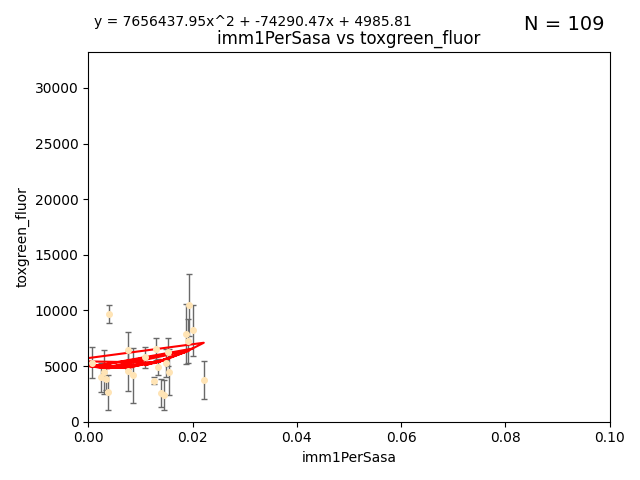 y = 7656437.95x^2 + -74290.47x + 4985.81
N = 109
imm1PerSasa vs toxgreen_fluor
30000
25000
20000
15000
10000
5000
0
toxgreen_fluor
0.00
0.02
0.04
0.06
0.08
0.10
imm1PerSasa